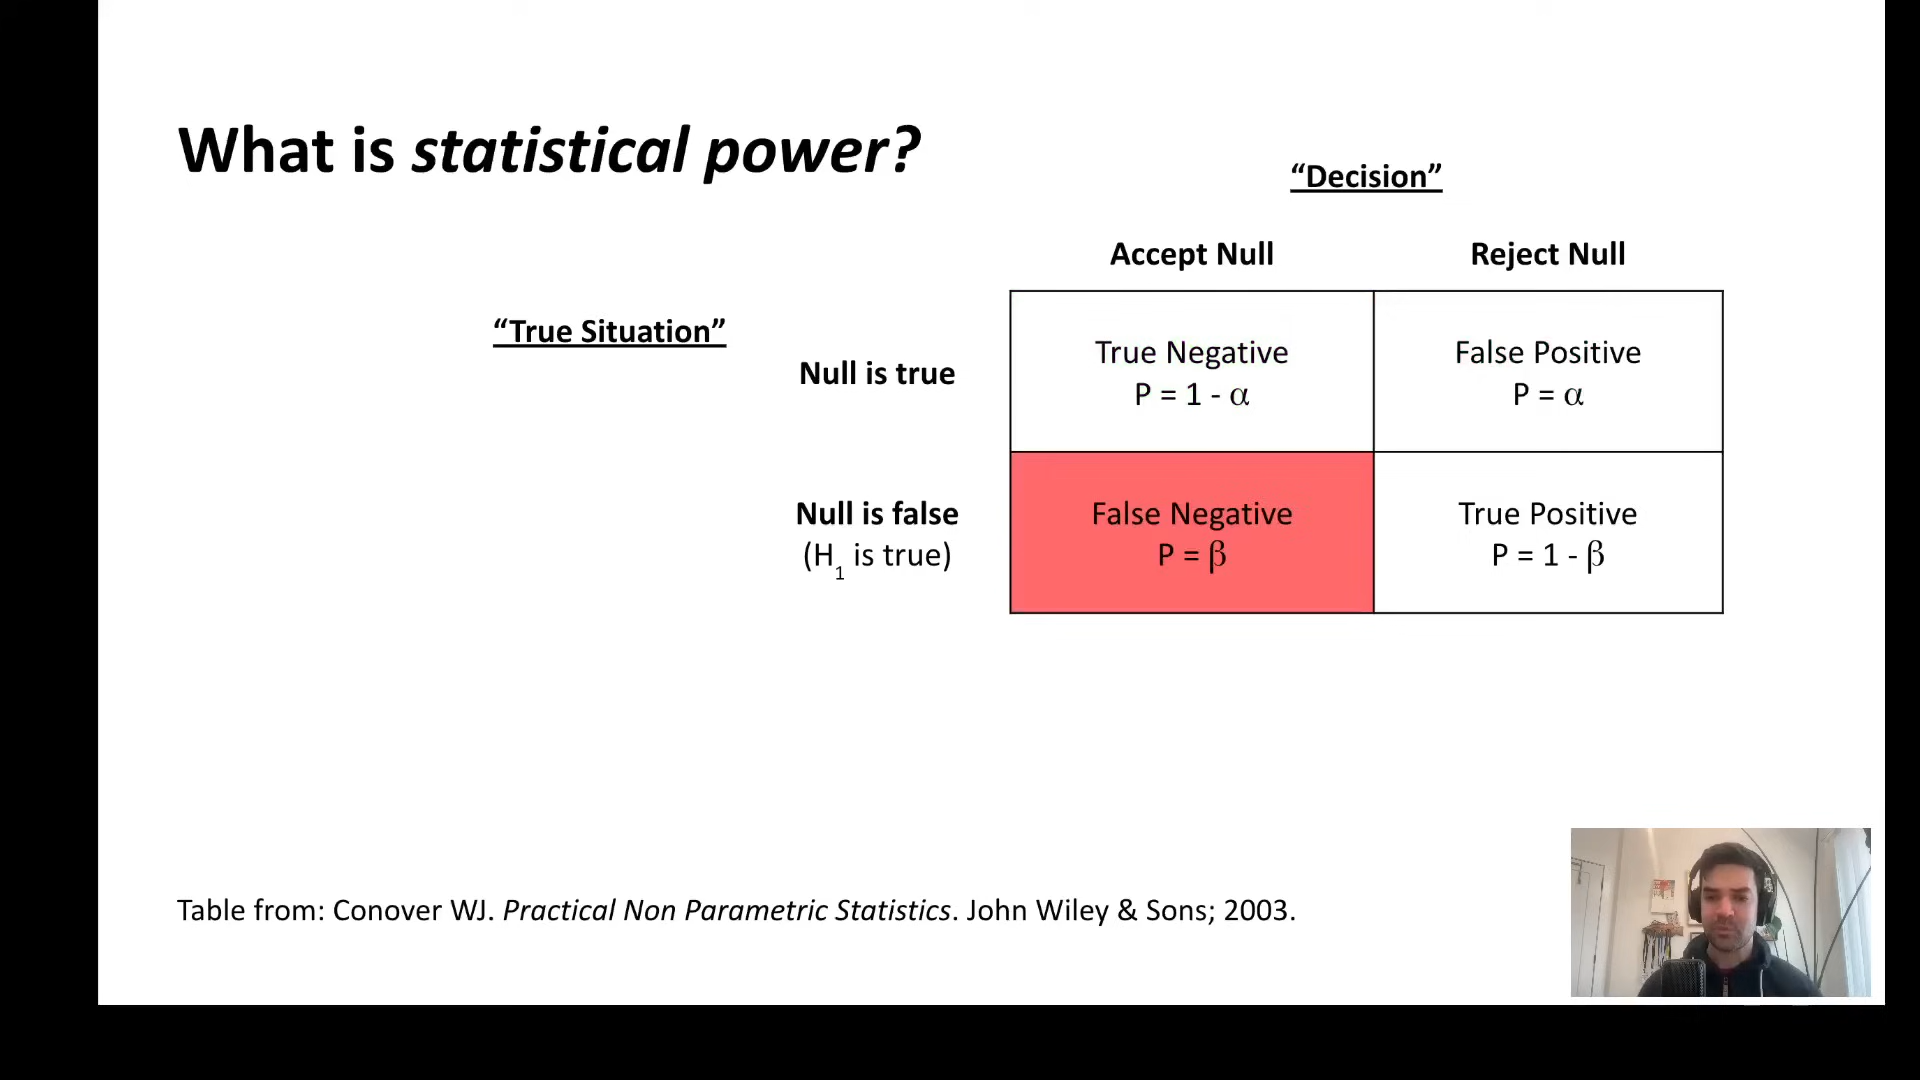 What is statistical power?
“Decision”
Accept Null
Reject Null
“True Situation”
Null is true
True Negative
P = 1 - α
False Positive
P = α
Null is false
(H1 is true)
False Negative
P = β
True Positive
P = 1 - β
Table from: Conover WJ. Practical Non Parametric Statistics. John Wiley & Sons; 2003.